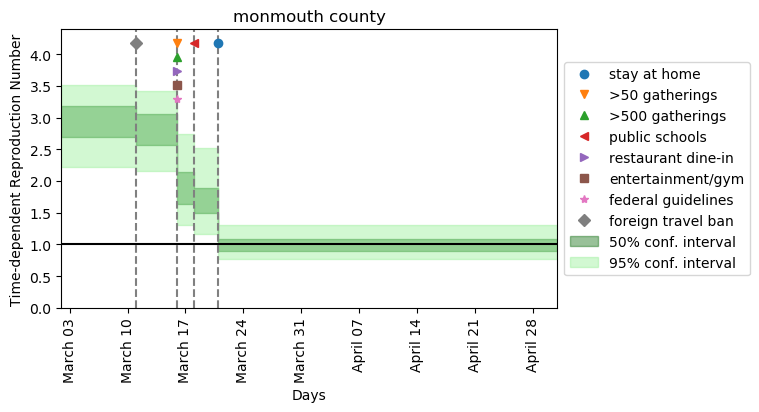 monmouth county
Time-dependent Reproduction Number
4.0
3.5
3.0
2.5
2.0
1.5
1.0
0.5
0.0
March 03
March 10
March 17
March 24
March 31
April 07
April 14
April 21
April 28
Days
stay at home
>50 gatherings
>500 gatherings
public schools
restaurant dine-in
entertainment/gym
federal guidelines
foreign travel ban
50% conf. interval
95% conf. interval